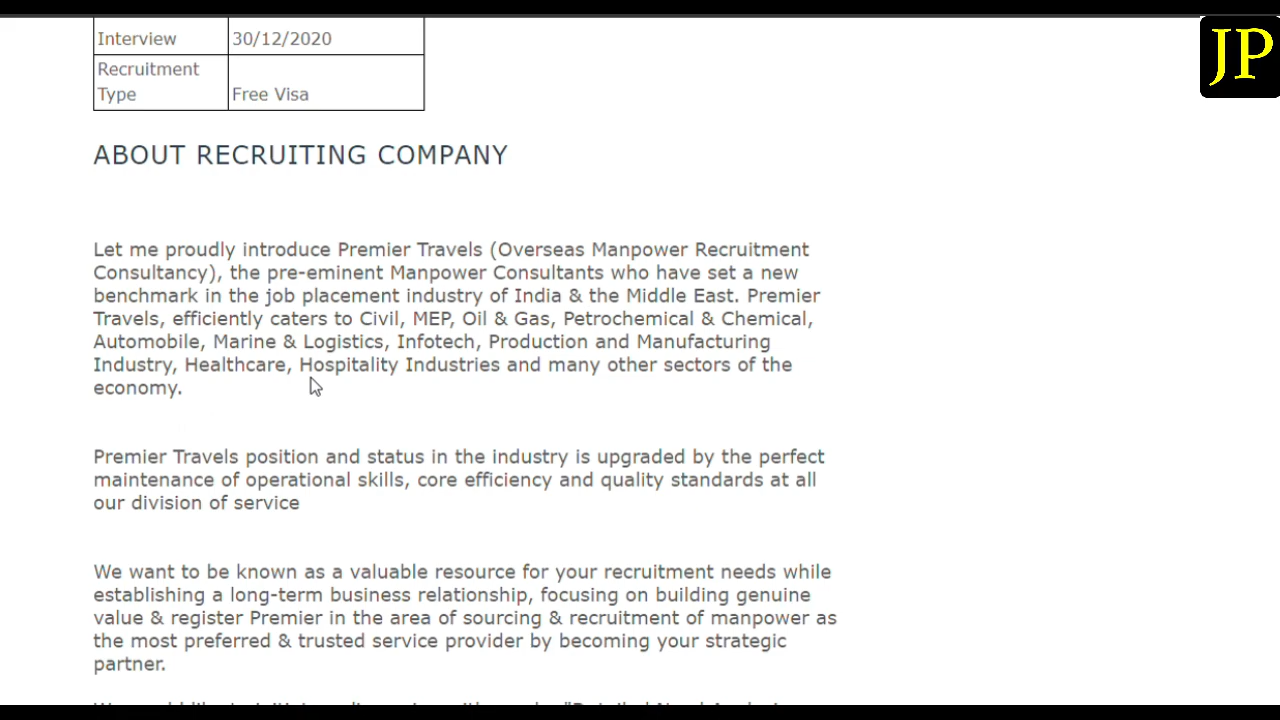 Interview 30/12/2020
Recruitment
Type Free Visa
JP
ABOUT RECRUITING COMPANY
Let me proudly introduce Premier Travels (Overseas Manpower Recruitment
Consultancy), the pre-eminent Manpower Consultants who have set a new
benchmark in the job placement industry of India & the Middle East. Premier
Travels, efficiently caters to Civil, MEP, Oil & Gas, Petrochemical & Chemical,
Automobile, Marine & Logistics, Infotech, Production and Manufacturing
Industry, Healthcare, Hospitality Industries and many other sectors of the
economy.
Premier Travels position and status in the industry is upgraded by the perfect
maintenance of operational skills, core efficiency and quality standards at all
our division of service
We want to be known as a valuable resource for your recruitment needs while
establishing a long-term business relationship, focusing on building genuine
value & register Premier in the area of sourcing & recruitment of manpower as
the most preferred & trusted service provider by becoming your strategic
partner.